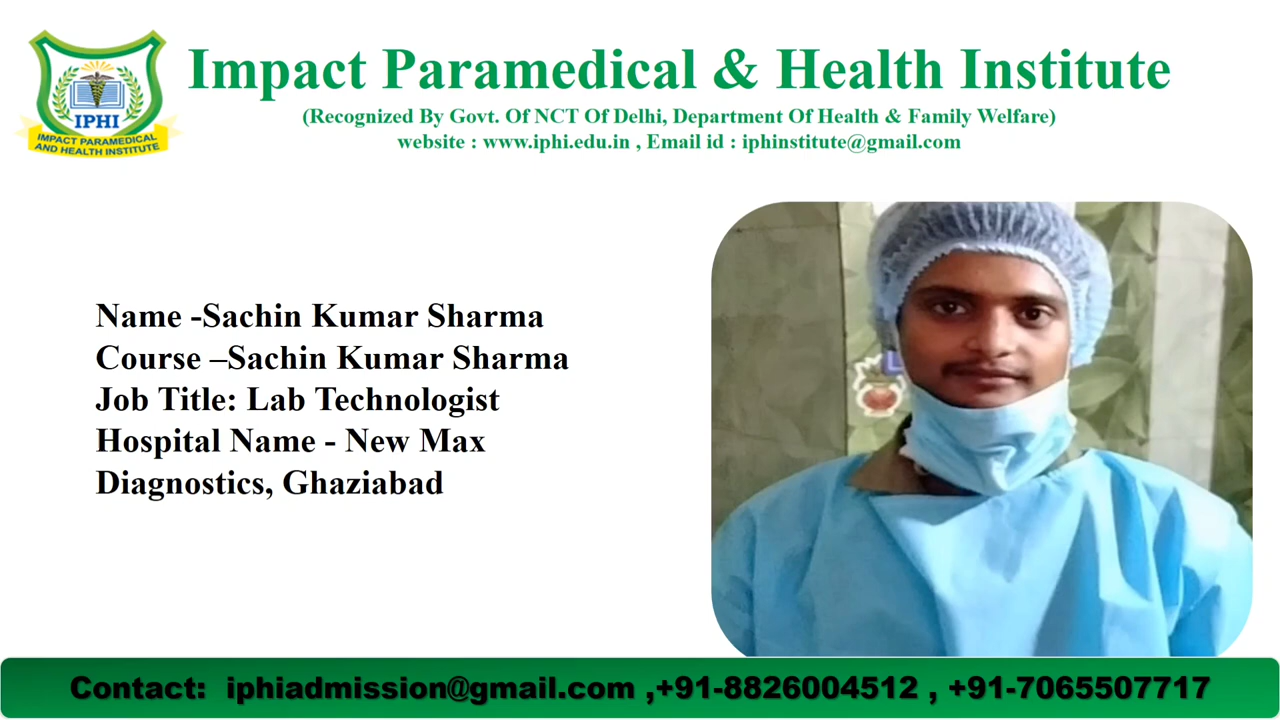 IPHI
IMPACT PARAMEDICAL
AND HEALTH INSTITUTE
Impact Paramedical & Health Institute
(Recognized By Govt. Of NCT Of Delhi, Department Of Health & Family Welfare)
website : www.iphi.edu.in , Email id : iphinstitute@gmail.com
Name -Sachin Kumar Sharma
Course –Sachin Kumar Sharma
Job Title: Lab Technologist
Hospital Name - New Max
Diagnostics, Ghaziabad
Contact: iphiadmission@gmail.com ,+91-8826004512 , +91-7065507717